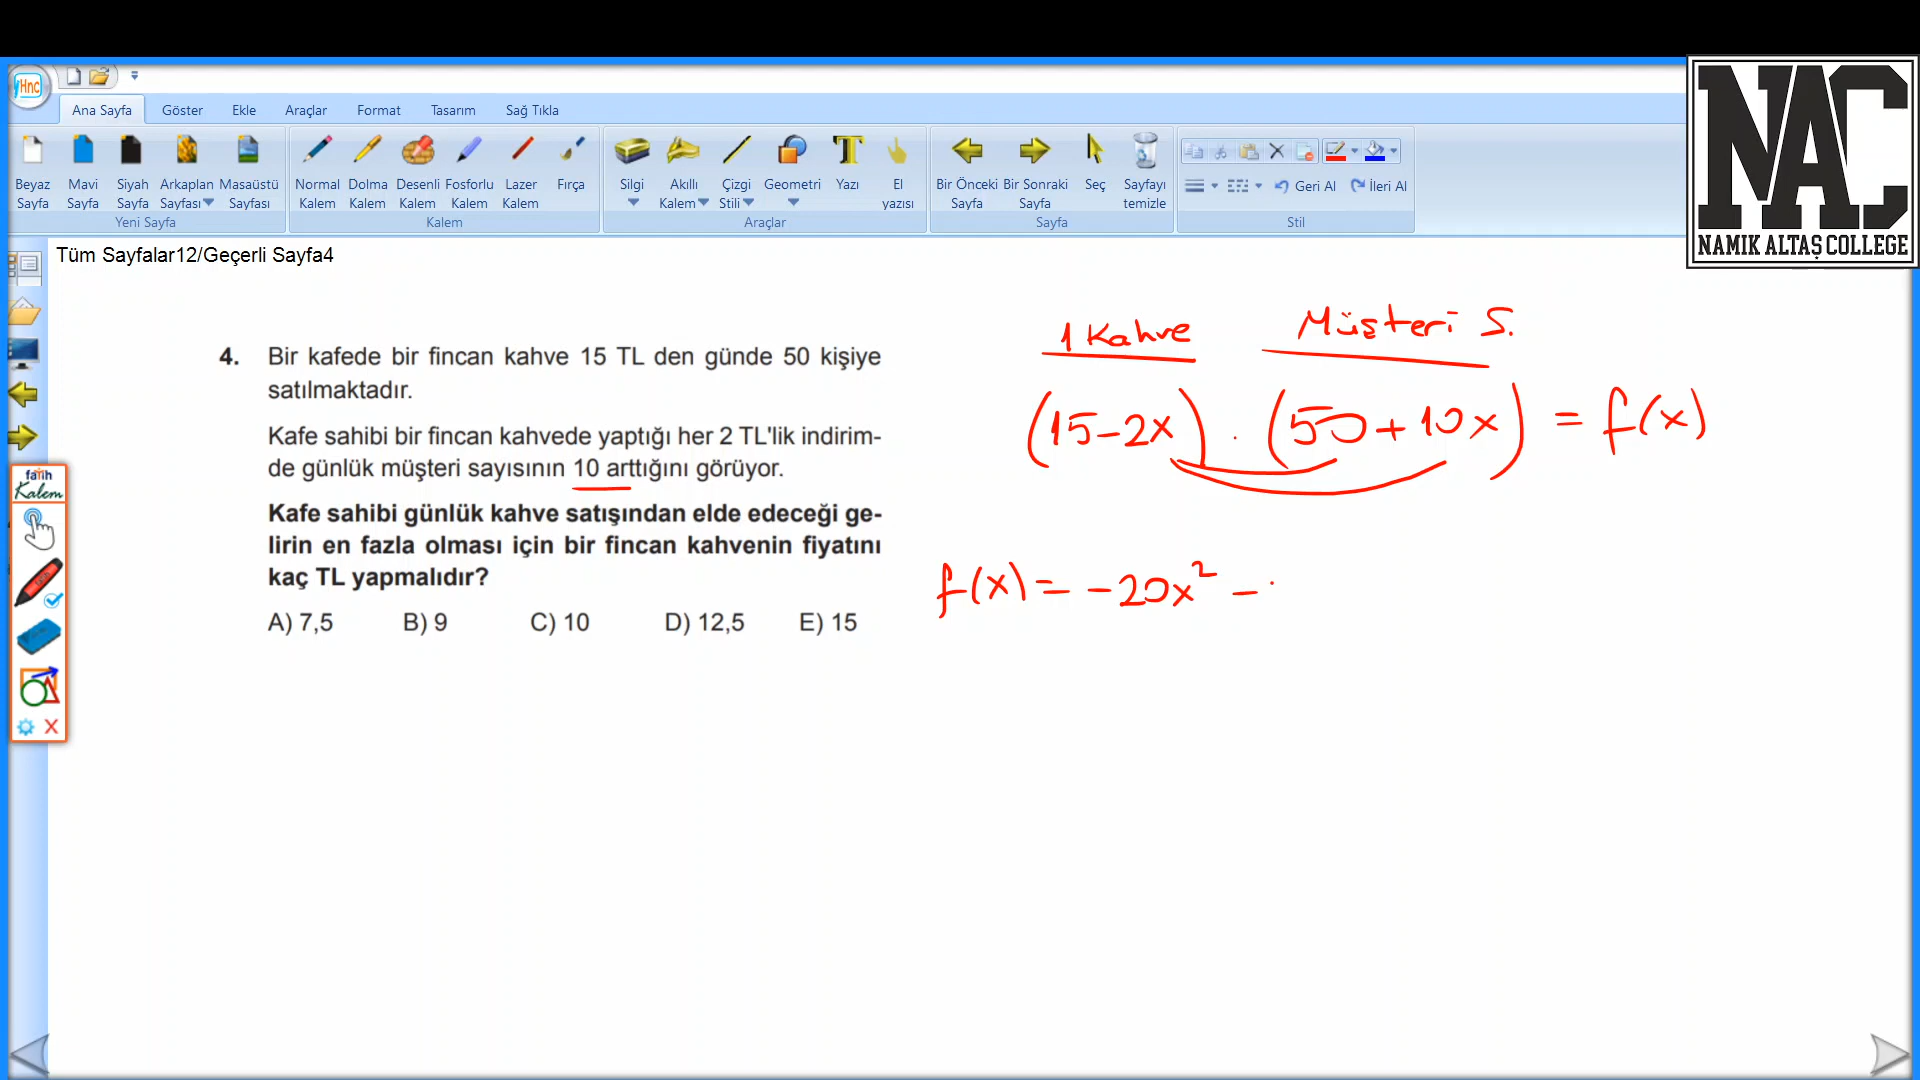 Ana Sayfa Göster Ekle Araçlar Format Tasarım Sağ Tıkla
Beyaz Sayfa Mavi Sayfa Siyah Sayfa Arkaplan Sayfası Masaüstü Sayfası
Yeni Sayfa
Normal Kalem Dolma Kalem Desenli Kalem Fosforlu Kalem Lazer Kalem Fırça
Kalem
Silgi Akıllı Kalem Çizgi Stili Geometri Yazı El yazısı
Araçlar
Bir Önceki Sayfa Bir Sonraki Sayfa Seç Sayfayı temizle
Sayfa
Geri Al İleri Al
Stil
NAC
NAMIK ALTAŞ COLLEGE
Tüm Sayfalar12/Geçerli Sayfa4
fatih
Kalem
4. Bir kafede bir fincan kahve 15 TL den günde 50 kişiye
satılmaktadır.
Kafe sahibi bir fincan kahvede yaptığı her 2 TL'lik indirim-
de günlük müşteri sayısının 10 arttığını görüyor.
Kafe sahibi günlük kahve satışından elde edeceği ge-
lirin en fazla olması için bir fincan kahvenin fiyatını
kaç TL yapmalıdır?
A) 7,5 B) 9 C) 10 D) 12,5 E) 15
1 Kahve Müşteri S.
(15-2x) . (50+10x) = f(x)
f(x) = -20x² -